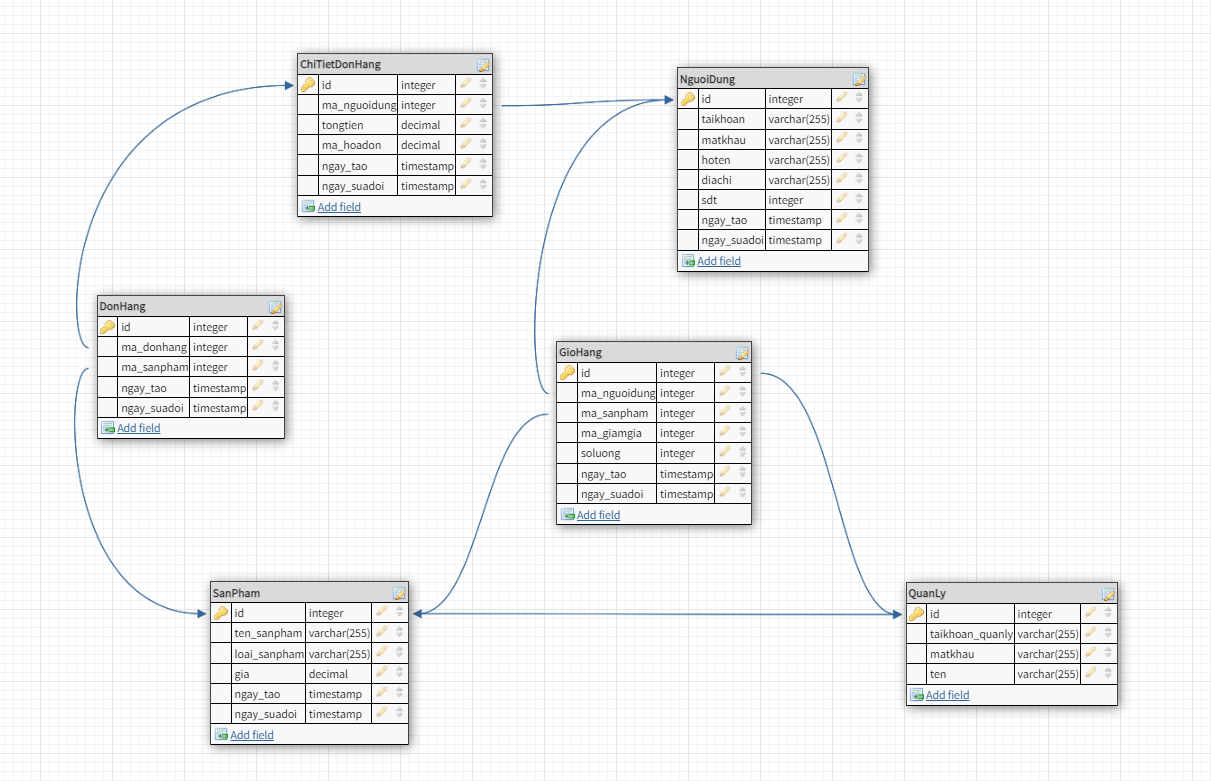 ChiTietDonHang
id integer
ma_nguoidung integer
tongtien decimal
ma_hoadon decimal
ngay_tao timestamp
ngay_suadoi timestamp
Add field
NguoiDung
id integer
taikhoan varchar(255)
matkhau varchar(255)
hoten varchar(255)
diachi varchar(255)
sdt integer
ngay_tao timestamp
ngay_suadoi timestamp
Add field
DonHang
id integer
ma_donhang integer
ma_sanpham integer
ngay_tao timestamp
ngay_suadoi timestamp
Add field
GioHang
id integer
ma_nguoidung integer
ma_sanpham integer
ma_giamgia integer
soluong integer
ngay_tao timestamp
ngay_suadoi timestamp
Add field
SanPham
id integer
ten_sanpham varchar(255)
loai_sanpham varchar(255)
gia decimal
ngay_tao timestamp
ngay_suadoi timestamp
Add field
QuanLy
id integer
taikhoan_quanly varchar(255)
matkhau varchar(255)
ten varchar(255)
Add field